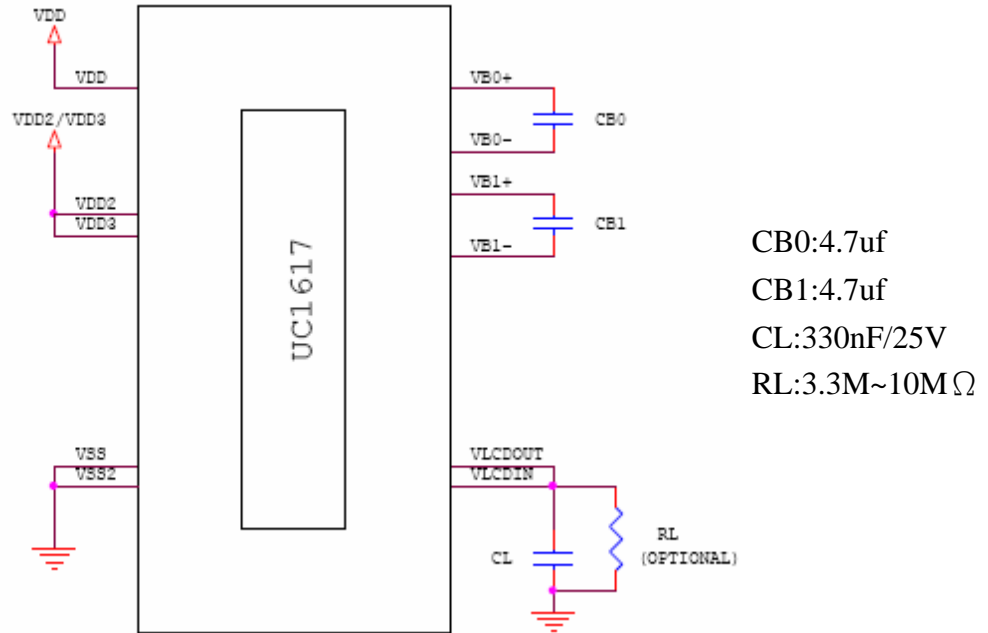 VDD
VDD
VDD2/VDD3
VDD2
VDD3
VSS
VSS2
UC1617
VB0+
CB0
VB0-
VB1+
CB1
VB1-
VLCDOUT
VLCDIN
CL
RL
(OPTIONAL)
CB0:4.7uf
CB1:4.7uf
CL:330nF/25V
RL:3.3M~10MΩ